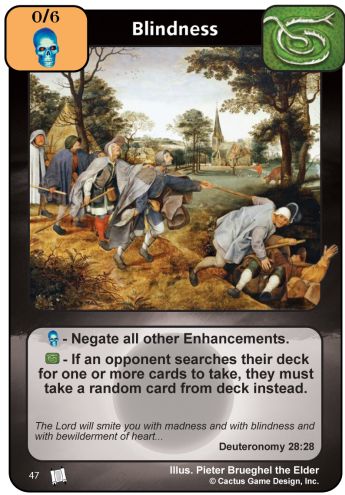 0/6
Blindness
- Negate all other Enhancements.
- If an opponent searches their deck
for one or more cards to take, they must
take a random card from deck instead.
The Lord will smite you with madness and with blindness and
with bewilderment of heart...
Deuteronomy 28:28
47
Illus. Pieter Brueghel the Elder
© Cactus Game Design, Inc.